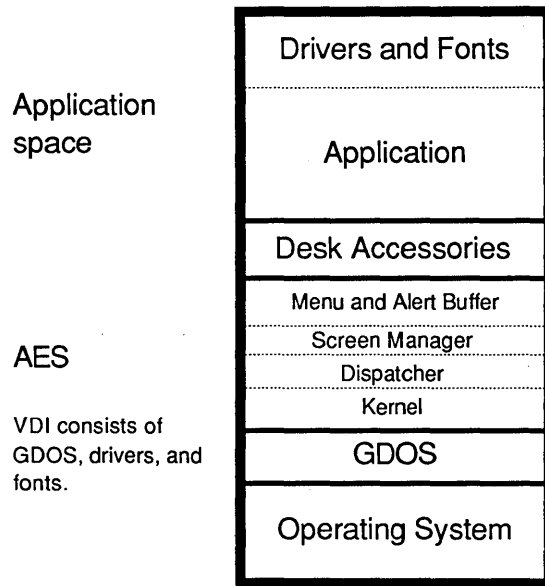 Drivers and Fonts
Application
space
Application
Desk Accessories
Menu and Alert Buffer
Screen Manager
AES
Dispatcher
Kernel
VDI consists of
GDOS, drivers, and
fonts.
GDOS
Operating System